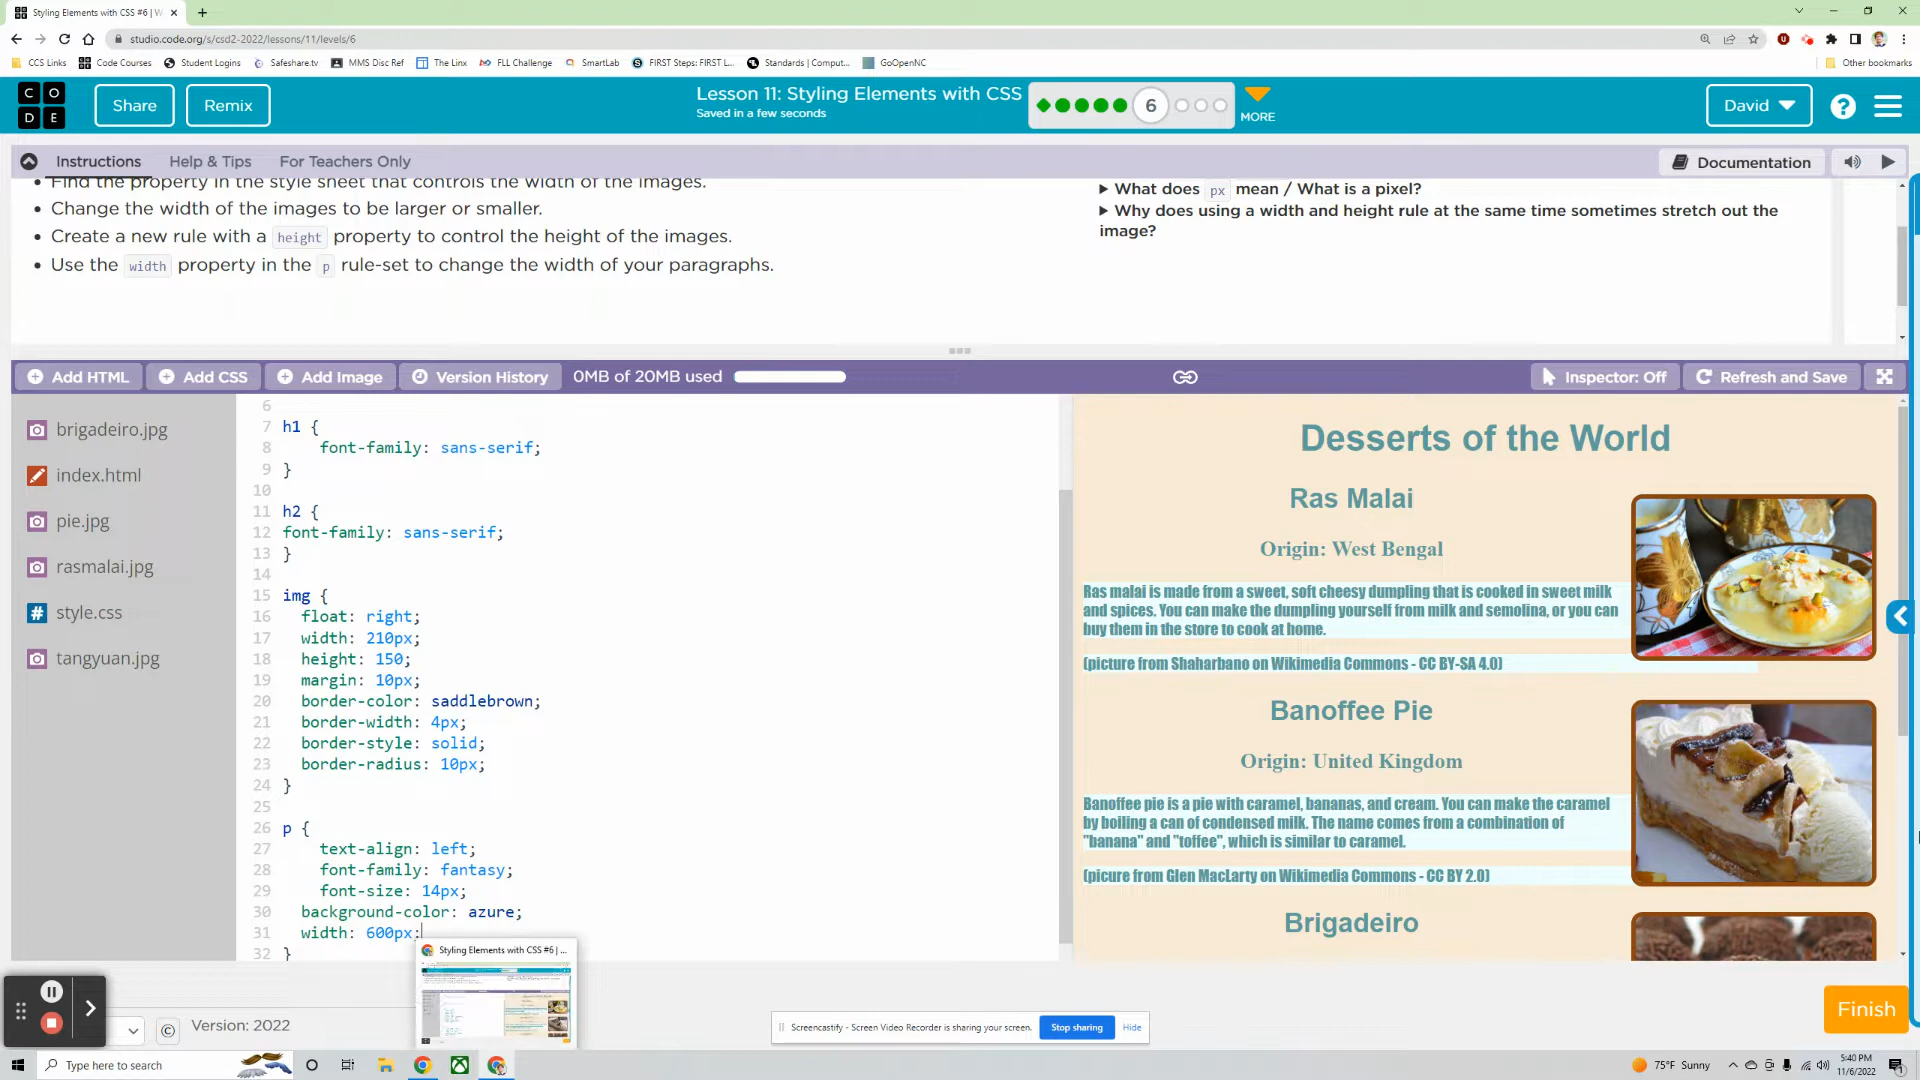 Styling Elements with CSS #6 | W
studio.code.org/s/csd2-2022/lessons/11/levels/6
CCS Links
Code Courses
Student Logins
Safeshare.tv
MMS Disc Ref
The Linx
FLL Challenge
SmartLab
FIRST Steps: FIRST L...
Standards | Comput...
GoOpenNC
Other bookmarks
C O D E
Share
Remix
Lesson 11: Styling Elements with CSS
Saved in a few seconds
6
MORE
David
?
Instructions
Help & Tips
For Teachers Only
Documentation
• Find the property in the style sheet that controls the width of the images.
• Change the width of the images to be larger or smaller.
• Create a new rule with a height property to control the height of the images.
• Use the width property in the p rule-set to change the width of your paragraphs.
What does px mean / What is a pixel?
Why does using a width and height rule at the same time sometimes stretch out the
image?
Add HTML
Add CSS
Add Image
Version History
0MB of 20MB used
Inspector: Off
Refresh and Save
brigadeiro.jpg
index.html
pie.jpg
rasmalai.jpg
# style.css
tangyuan.jpg
6
7 h1 {
8 font-family: sans-serif;
9 }
10
11 h2 {
12 font-family: sans-serif;
13 }
14
15 img {
16 float: right;
17 width: 210px;
18 height: 150;
19 margin: 10px;
20 border-color: saddlebrown;
21 border-width: 4px;
22 border-style: solid;
23 border-radius: 10px;
24 }
25
26 p {
27 text-align: left;
28 font-family: fantasy;
29 font-size: 14px;
30 background-color: azure;
31 width: 600px;
32 }
Desserts of the World
Ras Malai
Origin: West Bengal
Ras malai is made from a sweet, soft cheesy dumpling that is cooked in sweet milk
and spices. You can make the dumpling yourself from milk and semolina, or you can
buy them in the store to cook at home.
(picture from Shaharbano on Wikimedia Commons - CC BY-SA 4.0)
Banoffee Pie
Origin: United Kingdom
Banoffee pie is a pie with caramel, bananas, and cream. You can make the caramel
by boiling a can of condensed milk. The name comes from a combination of
"banana" and "toffee", which is similar to caramel.
(picure from Glen MacLarty on Wikimedia Commons - CC BY 2.0)
Brigadeiro
Styling Elements with CSS #6 | ...
Finish
Version: 2022
Screencastify - Screen Video Recorder is sharing your screen.
Stop sharing
Hide
Type here to search
75°F Sunny
5:40 PM
11/6/2022